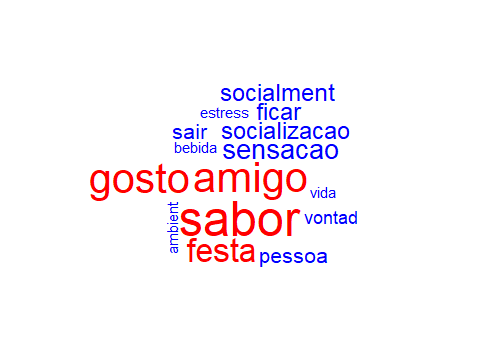 socialment
estress ficar
sair socializacao
bebida sensacao
gosto amigo
vida
ambient sabor vontad
festa pessoa